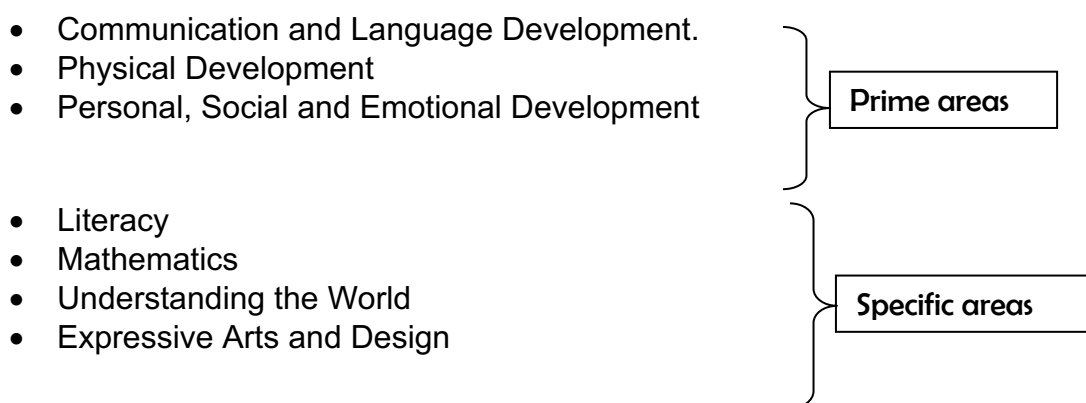 • Communication and Language Development.
• Physical Development
• Personal, Social and Emotional Development
Prime areas
• Literacy
• Mathematics
• Understanding the World
• Expressive Arts and Design
Specific areas